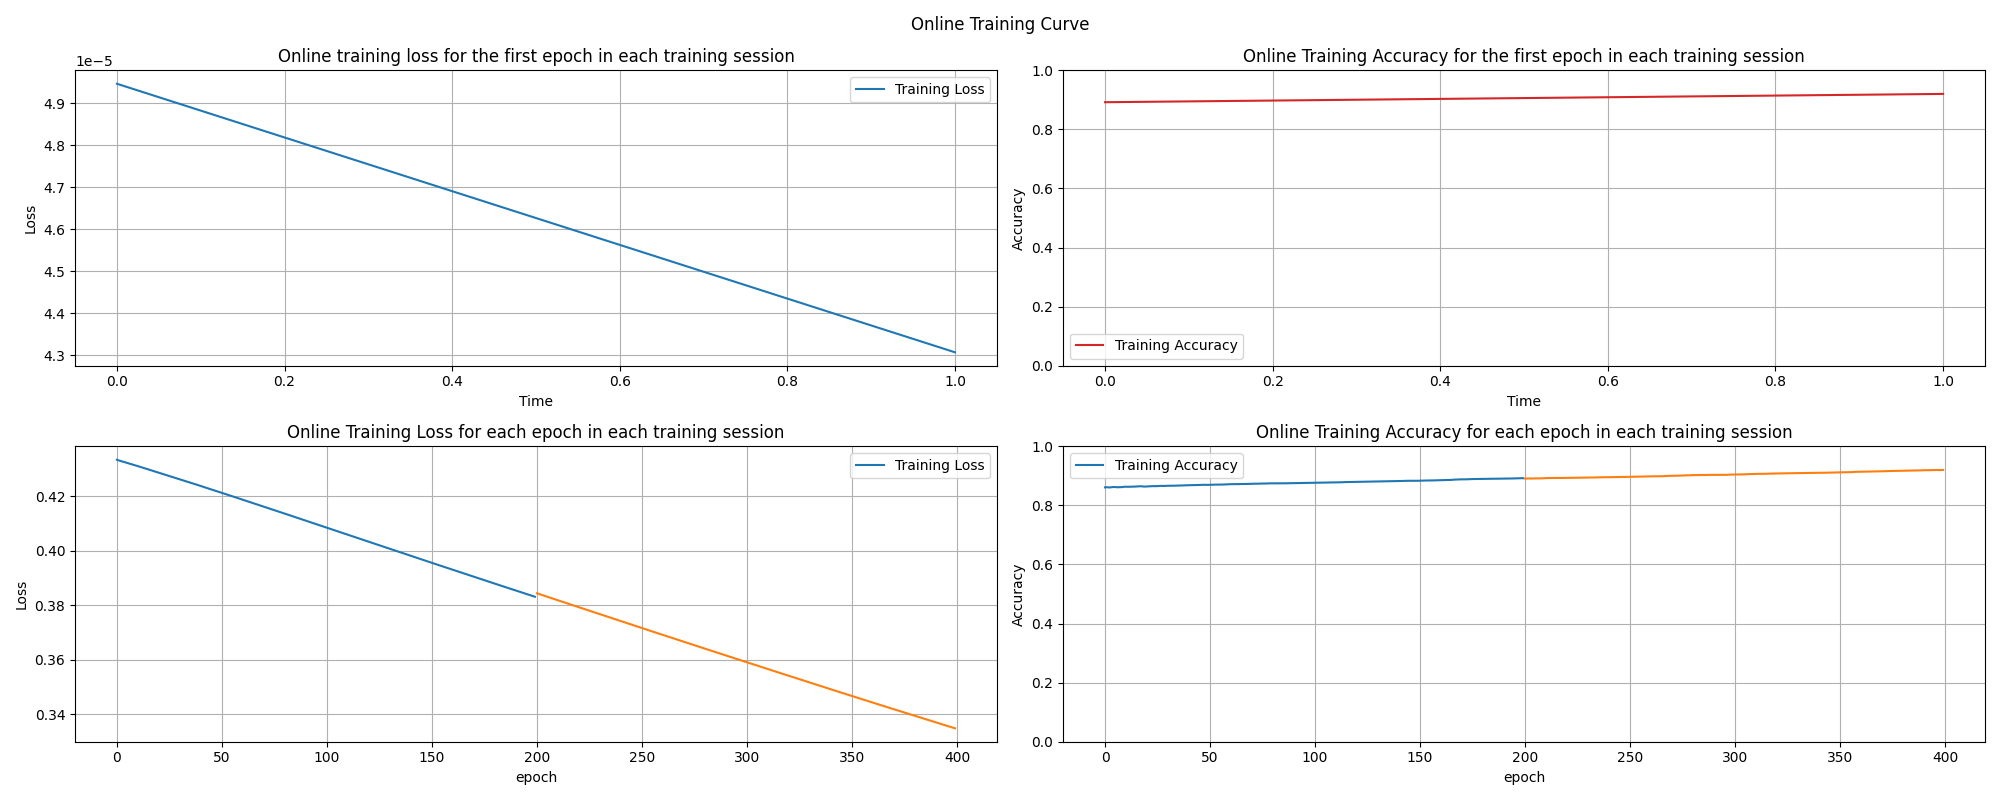 Online Training Curve
Online training loss for the first epoch in each training session
1e−5
Training Loss
4.9
4.8
4.7
4.6
4.5
4.4
4.3
Loss
0.0 0.2 0.4 0.6 0.8 1.0
Time
Online Training Accuracy for the first epoch in each training session
1.0
0.8
0.6
0.4
0.2
0.0
Accuracy
Training Accuracy
0.0 0.2 0.4 0.6 0.8 1.0
Time
Online Training Loss for each epoch in each training session
Training Loss
0.42
0.40
0.38
0.36
0.34
Loss
0 50 100 150 200 250 300 350 400
epoch
Online Training Accuracy for each epoch in each training session
Training Accuracy
1.0
0.8
0.6
0.4
0.2
0.0
Accuracy
0 50 100 150 200 250 300 350 400
epoch